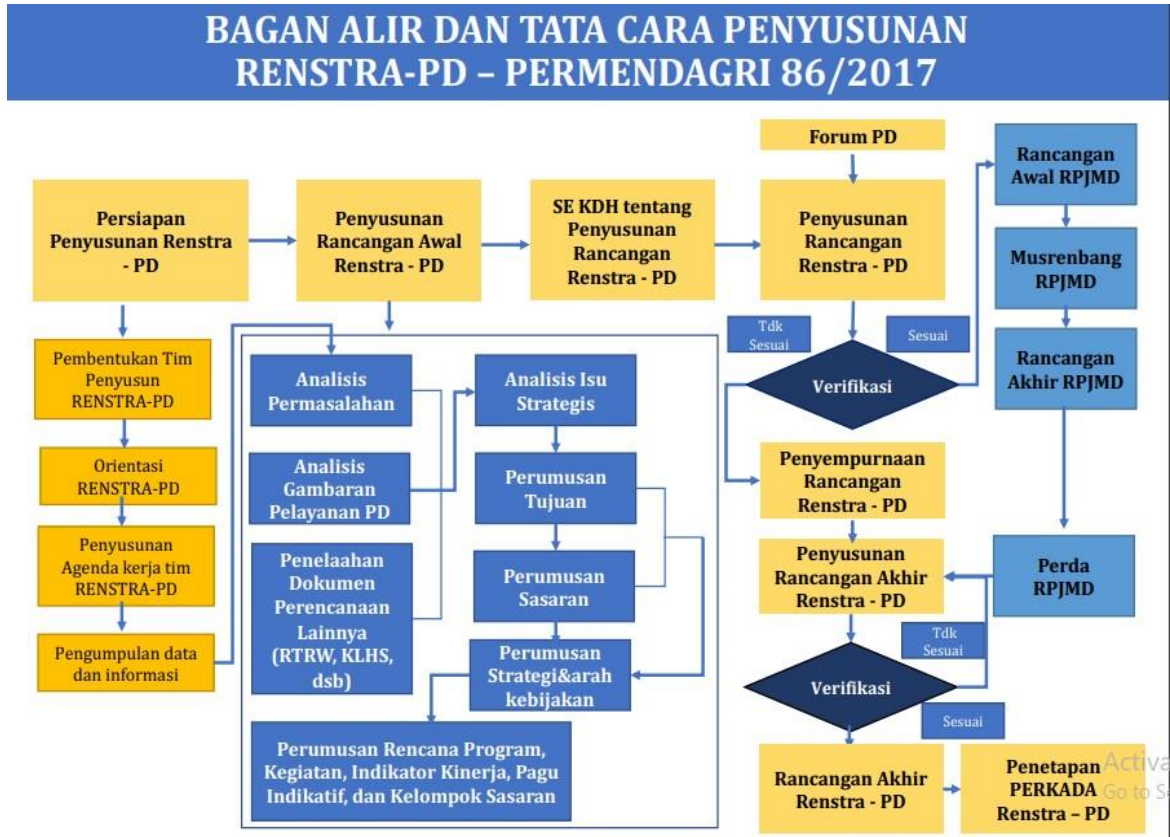 BAGAN ALIR DAN TATA CARA PENYUSUNAN
RENSTRA-PD – PERMENDAGRI 86/2017
Forum PD
Persiapan
Penyusunan Renstra
- PD
Penyusunan
Rancangan Awal
Renstra - PD
SE KDH tentang
Penyusunan
Rancangan
Renstra - PD
Penyusunan
Rancangan
Renstra - PD
Rancangan
Awal RPJMD
Musrenbang
RPJMD
Rancangan
Akhir RPJMD
Perda
RPJMD
Pembentukan Tim
Penyusun
RENSTRA-PD
Orientasi
RENSTRA-PD
Penyusunan
Agenda kerja tim
RENSTRA-PD
Pengumpulan data
dan informasi
Analisis
Permasalahan
Analisis
Gambaran
Pelayanan PD
Penelaahan
Dokumen
Perencanaan
Lainnya
(RTRW, KLHS,
dsb)
Analisis Isu
Strategis
Perumusan
Tujuan
Perumusan
Sasaran
Perumusan
Strategi&arah
kebijakan
Perumusan Rencana Program,
Kegiatan, Indikator Kinerja, Pagu
Indikatif, dan Kelompok Sasaran
Tdk
Sesuai
Sesuai
Verifikasi
Penyempurnaan
Rancangan
Renstra - PD
Penyusunan
Rancangan Akhir
Renstra - PD
Tdk
Sesuai
Verifikasi
Sesuai
Rancangan Akhir
Renstra - PD
Penetapan
PERKADA
Renstra – PD
Go to